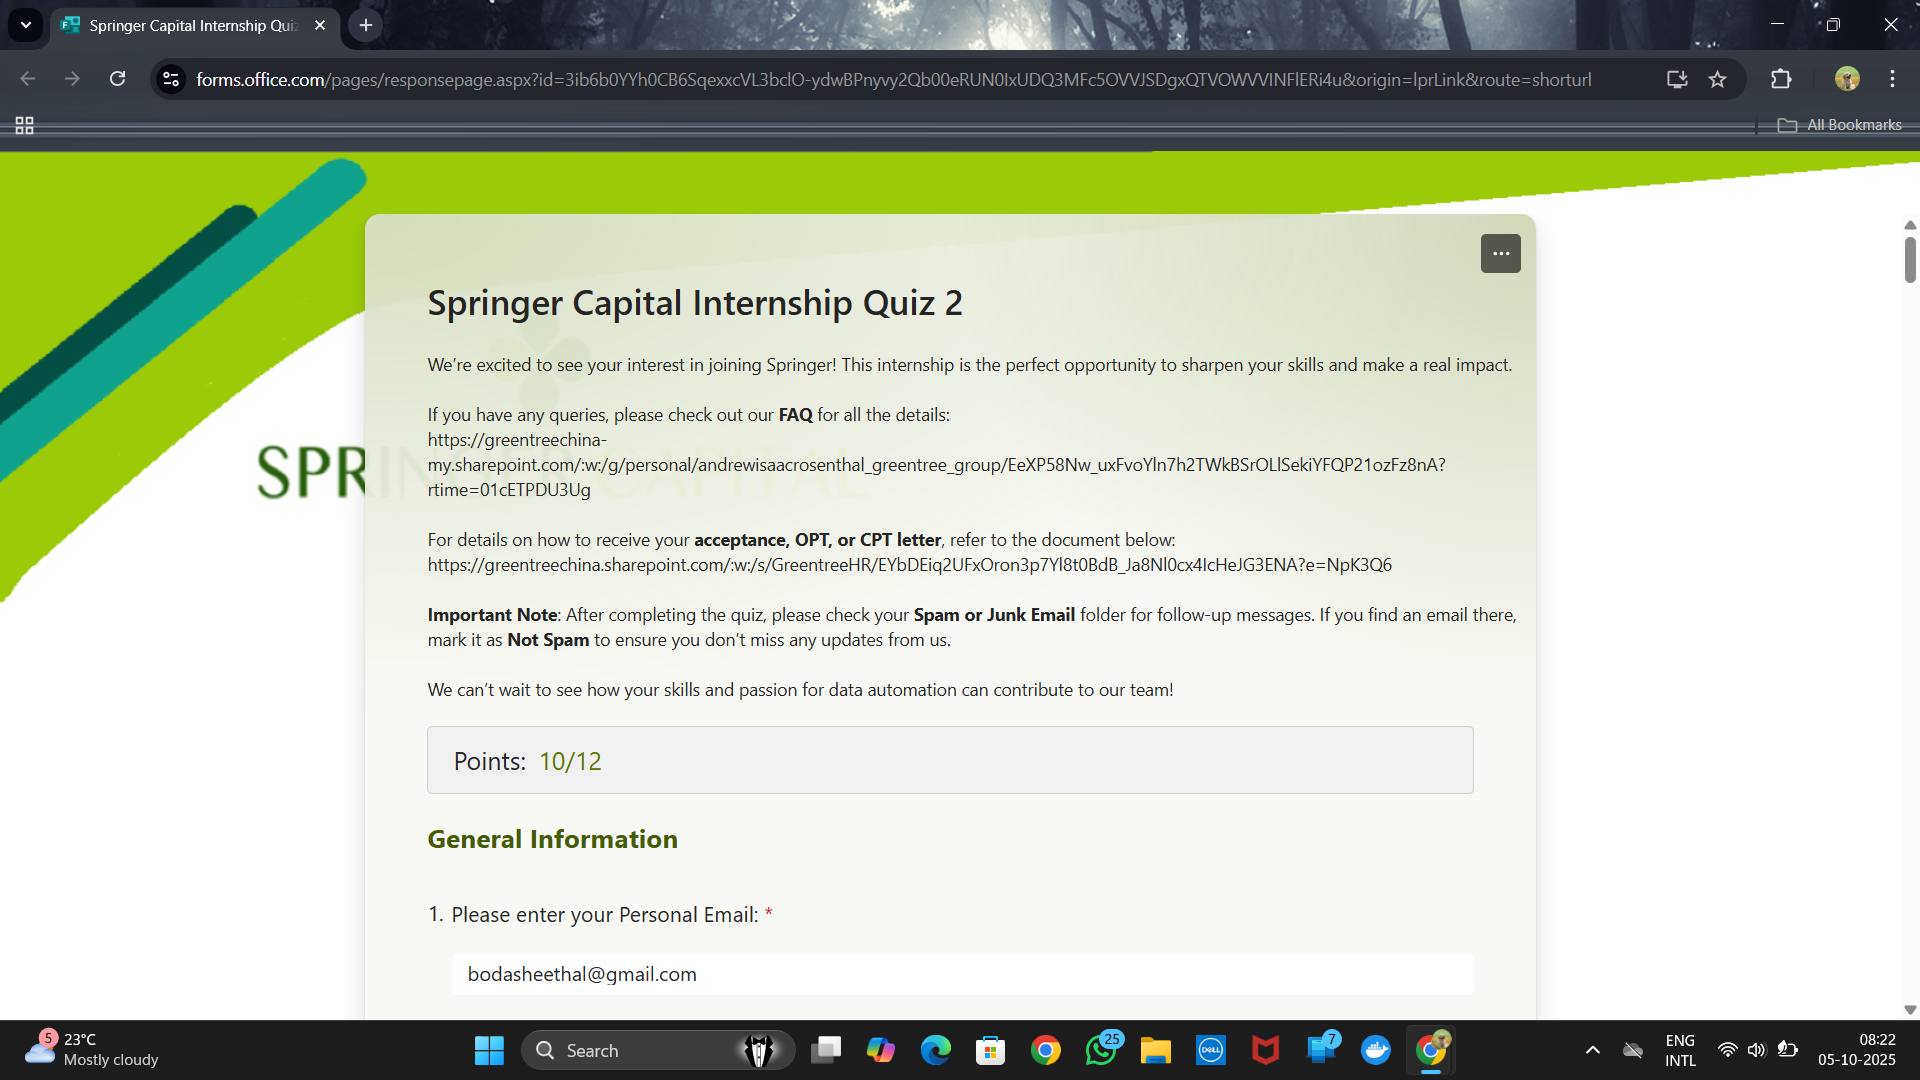 Springer Capital Internship Qui
forms.office.com/pages/responsepage.aspx?id=3ib6b0YYh0CB6SqexxcVL3bclO-ydwBPnyvy2Qb00eRUN0IxUDQ3MFc5OVVJSDgxQTVOWVVINFlERi4u&origin=lprLink&route=shorturl
All Bookmarks
SPRINGER CAPITAL
Springer Capital Internship Quiz 2
We’re excited to see your interest in joining Springer! This internship is the perfect opportunity to sharpen your skills and make a real impact.
If you have any queries, please check out our FAQ for all the details:
https://greentreechina-
my.sharepoint.com/:w:/g/personal/andrewisaacrosenthal_greentree_group/EeXP58Nw_uxFvoYln7h2TWkBSrOLlSekiYFQP21ozFz8nA?
rtime=01cETPDU3Ug
For details on how to receive your acceptance, OPT, or CPT letter, refer to the document below:
https://greentreechina.sharepoint.com/:w:/s/GreentreeHR/EYbDEiq2UFxOron3p7Yl8t0BdB_Ja8Nl0cx4IcHeJG3ENA?e=NpK3Q6
Important Note: After completing the quiz, please check your Spam or Junk Email folder for follow-up messages. If you find an email there,
mark it as Not Spam to ensure you don’t miss any updates from us.
We can’t wait to see how your skills and passion for data automation can contribute to our team!
Points: 10/12
General Information
1. Please enter your Personal Email: *
bodasheethal@gmail.com
5
23°C
Mostly cloudy
Search
25
DELL
7
ENG
INTL
08:22
05-10-2025